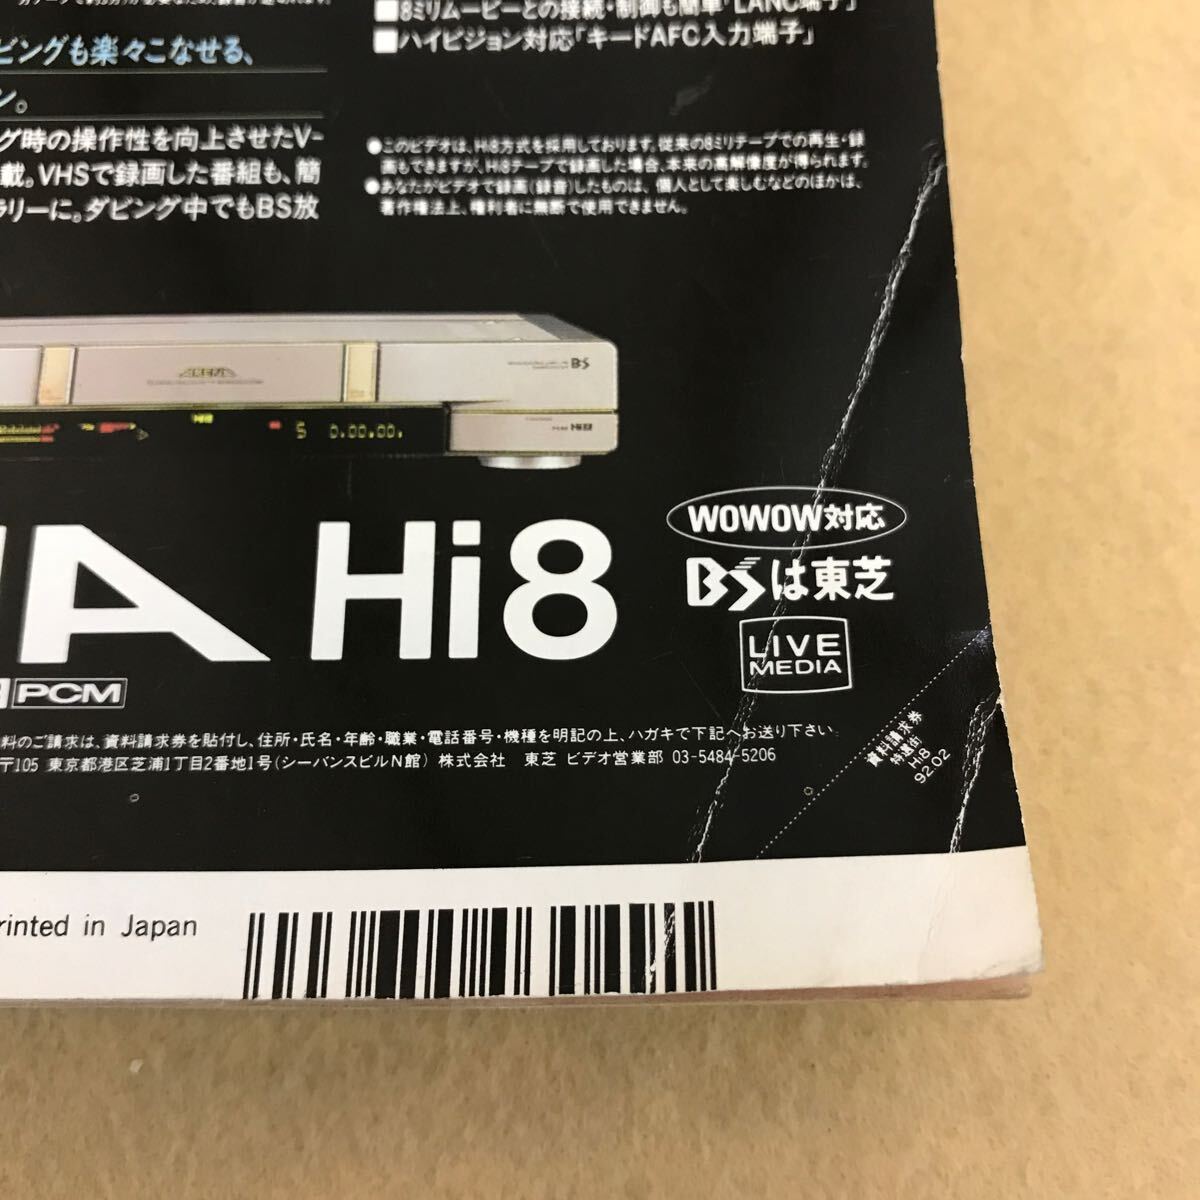 ■8ミリムービーとの接続・制御も簡単「LANC端子」
■ハイビジョン対応「キードAFC入力端子」
ビングも楽々こなせる、
ン。
グ時の操作性を向上させたV-
載。VHSで録画した番組も、簡
ラリーに。ダビング中でもBS放
●このビデオは、Hi8方式を採用しております。従来の8ミリテープでの再生・録
画もできますが、Hi8テープで録画した場合、本来の高解像度が得られます。
●あなたがビデオで録画(録音)したものは、個人として楽しむなどのほかは、
著作権法上、権利者に無断で使用できません。
ARENA
BS
Hi8
5 0.00.00.
PCM Hi8
NA Hi8
PCM
WOWOW対応
BSは東芝
LIVE
MEDIA
料のご請求は、資料請求券を貼付し、住所・氏名・年齢・職業・電話番号・機種を明記の上、ハガキで下記へお送り下さい
〒105 東京都港区芝浦1丁目2番地1号(シーバンスビルN館) 株式会社 東芝 ビデオ営業部 03-5484-5206
資料請求券
特選街
Hi8
92.02
rinted in Japan